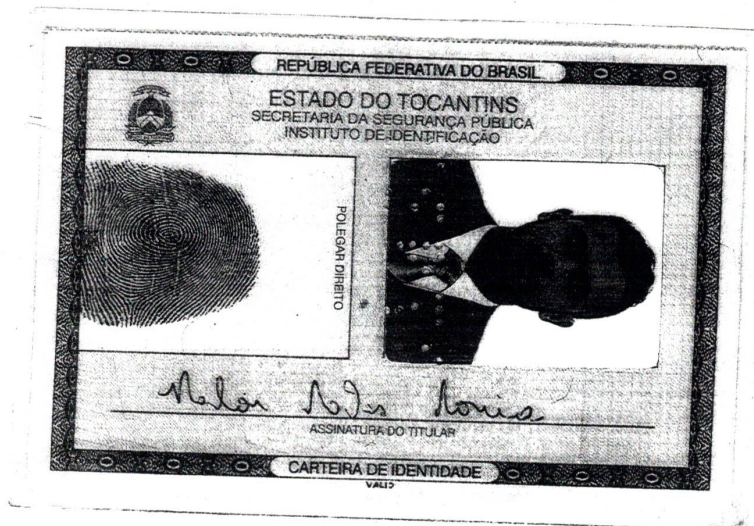 REPÚBLICA FEDERATIVA DO BRASIL
ESTADO DO TOCANTINS
SECRETARIA DA SEGURANÇA PÚBLICA
INSTITUTO DE IDENTIFICAÇÃO
POLEGAR DIREITO
ASSINATURA DO TITULAR
CARTEIRA DE IDENTIDADE